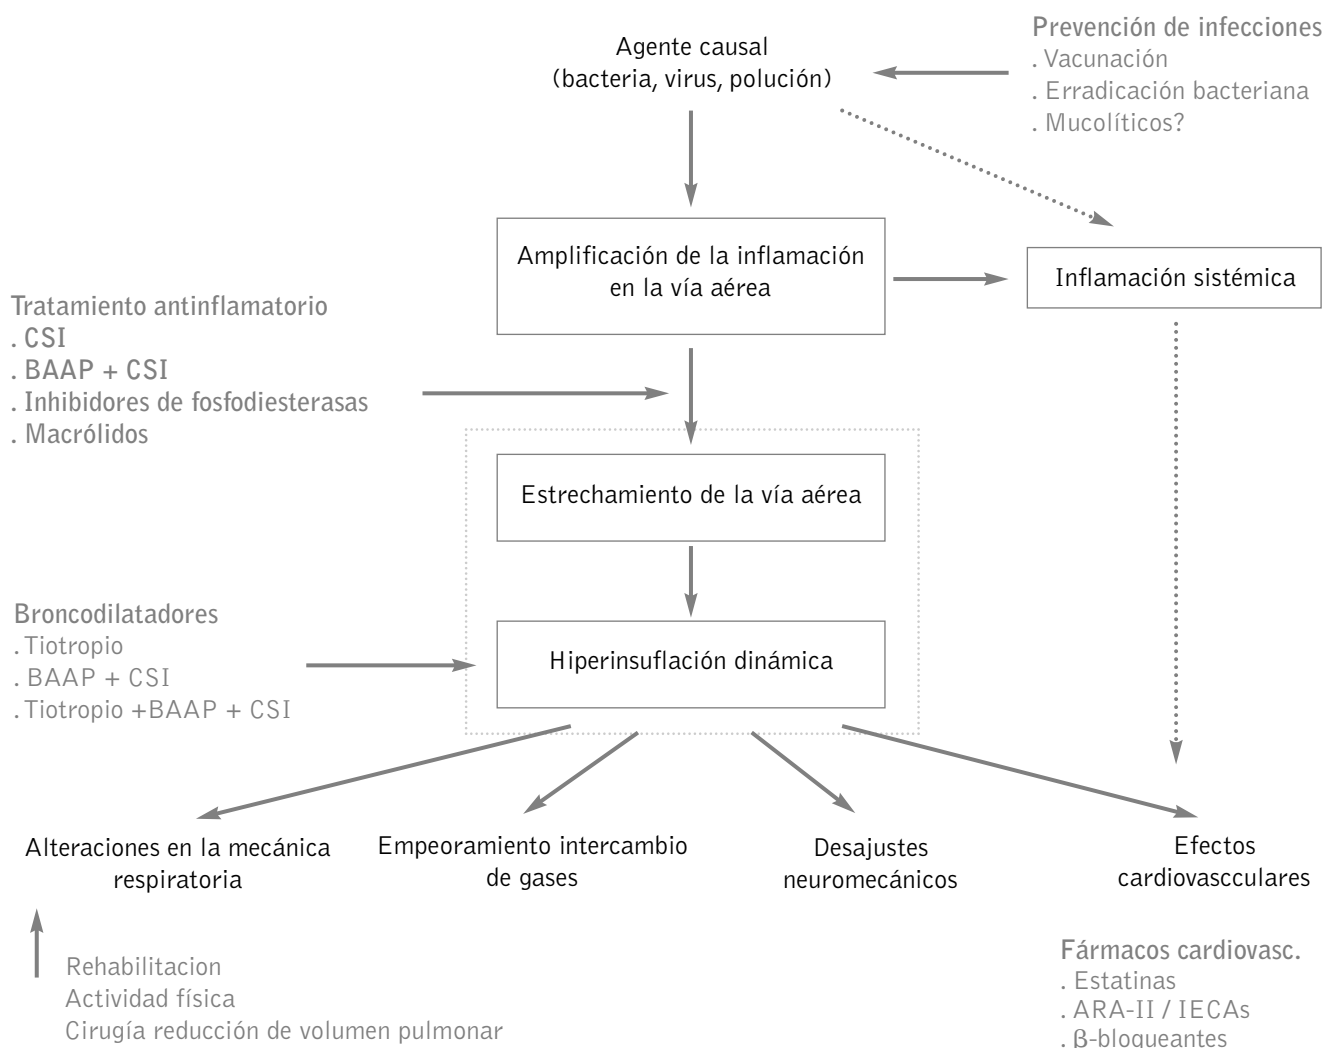 Agente causal
(bacteria, virus, polución)
Prevención de infecciones
. Vacunación
. Erradicación bacteriana
. Mucolíticos?
Amplificación de la inflamación
en la vía aérea
Inflamación sistémica
Tratamiento antinflamatorio
. CSI
. BAAP + CSI
. Inhibidores de fosfodiesterasas
. Macrólidos
Estrechamiento de la vía aérea
Broncodilatadores
. Tiotropio
. BAAP + CSI
. Tiotropio +BAAP + CSI
Hiperinsuflación dinámica
Alteraciones en la mecánica
respiratoria
Empeoramiento intercambio
de gases
Desajustes
neuromecánicos
Efectos
cardiovascculares
Rehabilitacion
Actividad física
Cirugía reducción de volumen pulmonar
Fármacos cardiovasc.
. Estatinas
. ARA-II / IECAs
. ß-bloqueantes